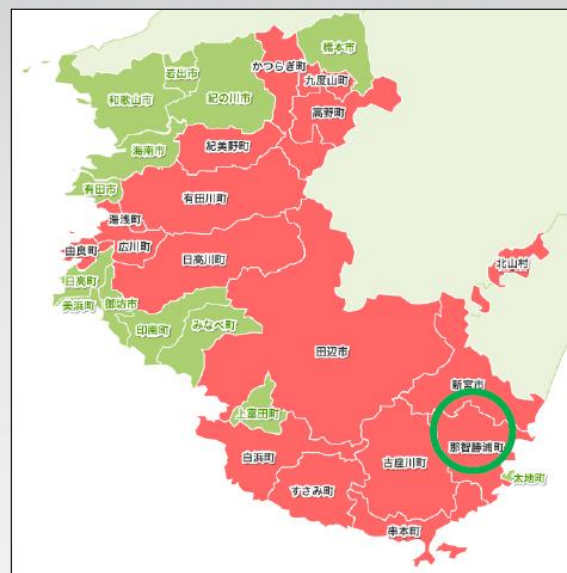 橋本市
岩出市
かつらぎ町
九度山町
和歌山市
紀の川市
高野町
海南市
紀美野町
有田市
有田川町
湯浅町
由良町
広川町
日高川町
北山村
日高町
美浜町
御坊市
印南町
みなべ町
田辺市
新宮市
上富田町
那智勝浦町
白浜町
古座川町
太地町
すさみ町
串本町